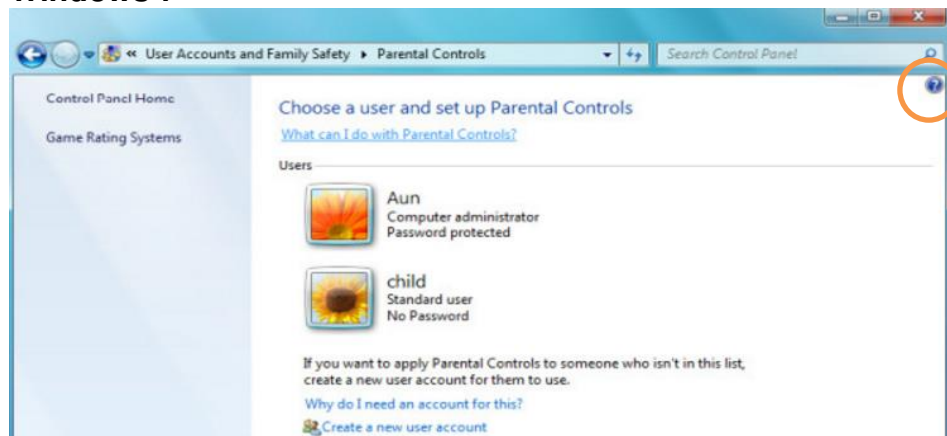 « User Accounts and Family Safety ▸ Parental Controls
Search Control Panel
Control Panel Home
Game Rating Systems
Choose a user and set up Parental Controls
What can I do with Parental Controls?
Users
Aun
Computer administrator
Password protected
child
Standard user
No Password
If you want to apply Parental Controls to someone who isn't in this list,
create a new user account for them to use.
Why do I need an account for this?
Create a new user account